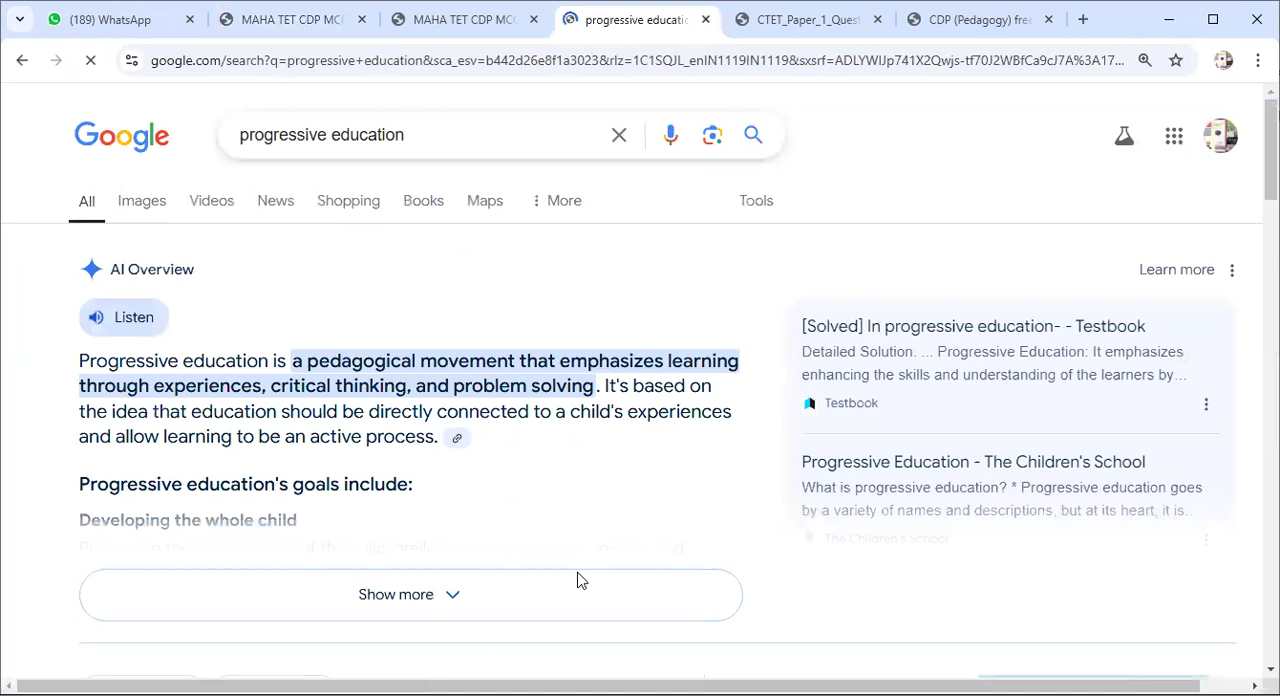 (189) WhatsApp
MAHA TET CDP MC
MAHA TET CDP MC
progressive educati
CTET_Paper_1_Quest
CDP (Pedagogy) free
google.com/search?q=progressive+education&sca_esv=b442d26e8f1a3023&rlz=1C1SQJL_enIN1119IN1119&sxsrf=ADLYWIJp741X2Qwjs-tf70J2WBfCa9cJ7A%3A17...
Google
progressive education
All
Images
Videos
News
Shopping
Books
Maps
More
Tools
AI Overview
Learn more
Listen
Progressive education is a pedagogical movement that emphasizes learning
through experiences, critical thinking, and problem solving. It's based on
the idea that education should be directly connected to a child's experiences
and allow learning to be an active process.
Progressive education's goals include:
Developing the whole child
Show more
[Solved] In progressive education- - Testbook
Detailed Solution. ... Progressive Education: It emphasizes
enhancing the skills and understanding of the learners by...
Testbook
Progressive Education - The Children's School
What is progressive education? * Progressive education goes
by a variety of names and descriptions, but at its heart, it is...
The Children's School